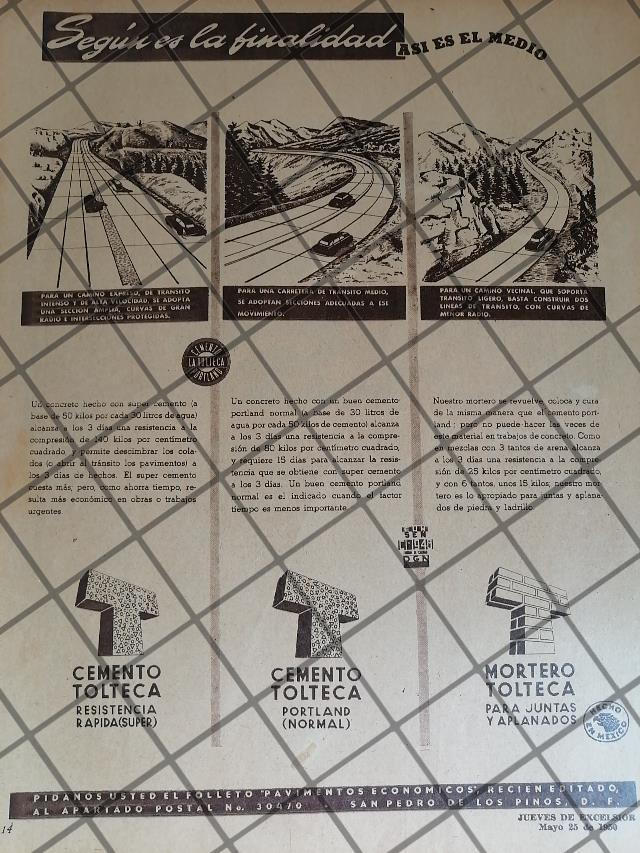 Según es la finalidad
ASI ES EL MEDIO
PARA UN CAMINO EXPRESO, DE TRANSITO
INTENSO Y DE ALTA VELOCIDAD, SE ADOPTA
UNA SECCION AMPLIA, CURVAS DE GRAN
RADIO E INTERSECCIONES PROTEGIDAS.
PARA UNA CARRETERA DE TRANSITO MEDIO,
SE ADOPTAN SECCIONES ADECUADAS A ESE
MOVIMIENTO.
PARA UN CAMINO VECINAL, QUE SOPORTA
TRANSITO LIGERO, BASTA CONSTRUIR DOS
LINEAS DE TRANSITO, CON CURVAS DE
MENOR RADIO.
CEMENTO
LA TOLTECA
PORTLAND
Un concreto hecho con super cemento (a
base de 50 kilos por cada 30 litros de agua)
alcanza a los 3 días una resistencia a la
compresión de 140 kilos por centímetro
cuadrado, y permite descimbrar los cola-
dos (o abrir al tránsito los pavimentos) a
los 3 días de hechos. El super cemento
cuesta más; pero, como ahorra tiempo, re-
sulta más económico en obras o trabajos
urgentes.
Un concreto hecho con un buen cemento
portland normal (a base de 30 litros de
agua por cada 50 kilos de cemento) alcanza
a los 3 días una resistencia a la compre-
sión de 80 kilos por centímetro cuadrado,
y requiere 15 días para alcanzar la resis-
tencia que se obtiene con super cemento
a los 3 días. Un buen cemento portland
normal es el indicado cuando el factor
tiempo es menos importante.
Nuestro mortero se revuelve, coloca y cura
de la misma manera que el cemento port-
land; pero no puede hacer las veces de
este material en trabajos de concreto. Como
en mezclas con 3 tantos de arena alcanza
a los 3 días una resistencia a la compre-
sión de 25 kilos por centímetro cuadrado,
y con 6 tantos, unos 15 kilos; nuestro mor-
tero es lo apropiado para juntas y aplana-
dos de piedra y ladrillo.
C-1-1946
DGN
CEMENTO
TOLTECA
RESISTENCIA
RAPIDA (SUPER)
CEMENTO
TOLTECA
PORTLAND
(NORMAL)
MORTERO
TOLTECA
PARA JUNTAS
Y APLANADOS
HECHO
EN MEXICO
PIDANOS USTED EL FOLLETO "PAVIMENTOS ECONOMICOS", RECIEN EDITADO,
AL APARTADO POSTAL No. 30470 SAN PEDRO DE LOS PINOS, D. F.
14
JUEVES DE EXCELSIOR
Mayo 25 de 1950